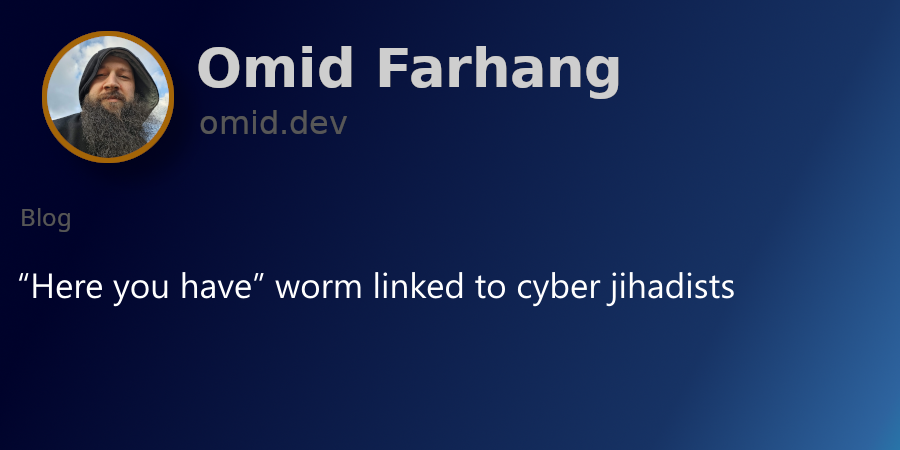 Omid Farhang
omid.dev
Blog
“Here you have” worm linked to cyber jihadists